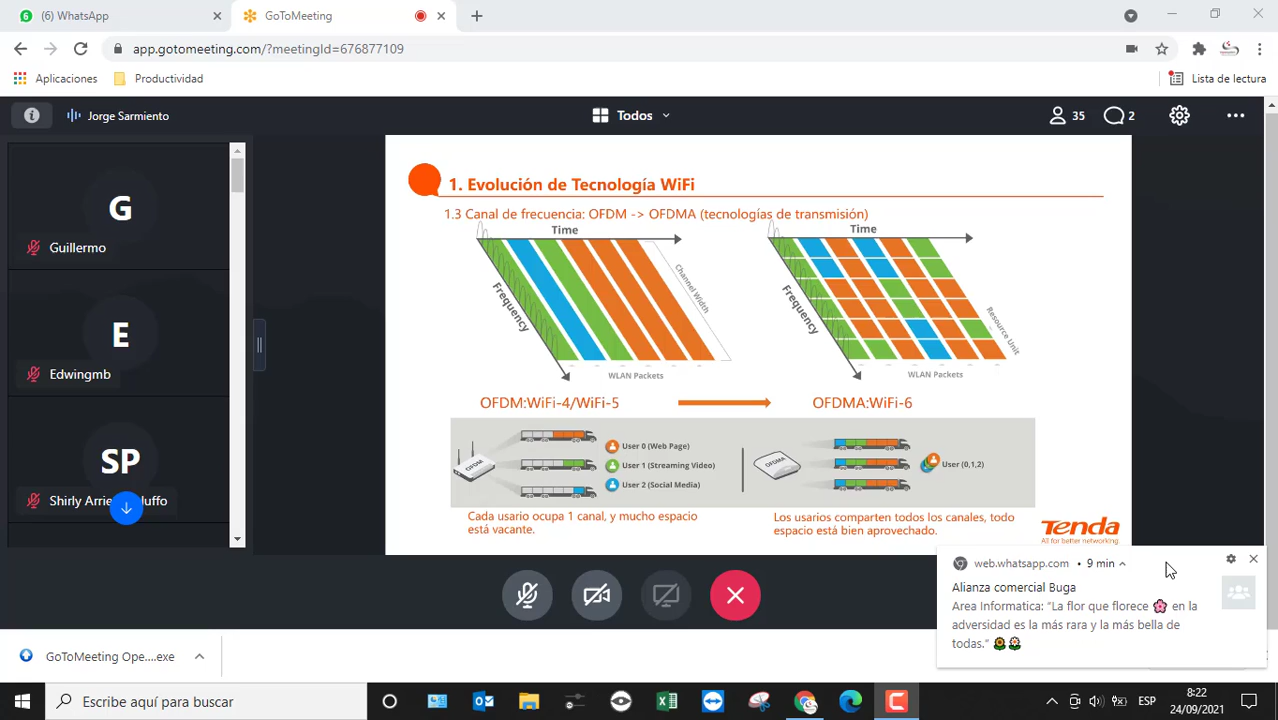 (6) WhatsApp
GoToMeeting
app.gotomeeting.com/?meetingId=676877109
Aplicaciones
Productividad
Lista de lectura
Jorge Sarmiento
Todos
35
2
G
Guillermo
E
Edwingmb
SP
1. Evolución de Tecnología WiFi
1.3 Canal de frecuencia: OFDM -> OFDMA (tecnologías de transmisión)
Time
Frequency
Channel Width
WLAN Packets
Time
Frequency
Resource Unit
WLAN Packets
OFDM:WiFi-4/WiFi-5
OFDMA:WiFi-6
OFDM
User 0 (Web Page)
User 1 (Streaming Video)
User 2 (Social Media)
OFDMA
User (0,1,2)
Cada usario ocupa 1 canal, y mucho espacio
está vacante.
Los usarios comparten todos los canales, todo
espacio está bien aprovechado.
Tenda
All for better networking
web.whatsapp.com • 9 min
Alianza comercial Buga
Area Informatica: "La flor que florece 🌸 en la
adversidad es la más rara y la más bella de
todas." 🌻🌼
GoToMeeting Ope....exe
Escribe aquí para buscar
ESP
8:22
24/09/2021